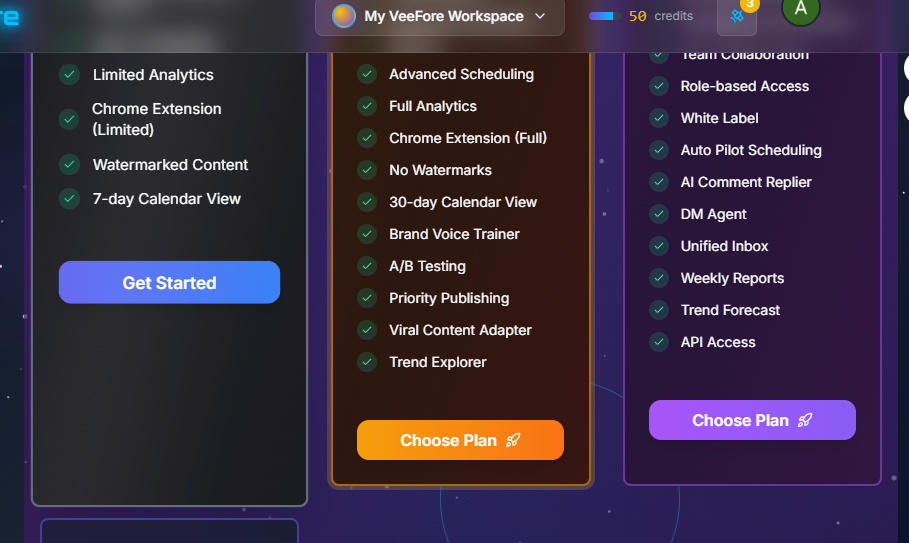 re
My VeeFore Workspace
50 credits
3
A
Limited Analytics
Chrome Extension
(Limited)
Watermarked Content
7-day Calendar View
Get Started
Advanced Scheduling
Full Analytics
Chrome Extension (Full)
No Watermarks
30-day Calendar View
Brand Voice Trainer
A/B Testing
Priority Publishing
Viral Content Adapter
Trend Explorer
Choose Plan
Team Collaboration
Role-based Access
White Label
Auto Pilot Scheduling
AI Comment Replier
DM Agent
Unified Inbox
Weekly Reports
Trend Forecast
API Access
Choose Plan